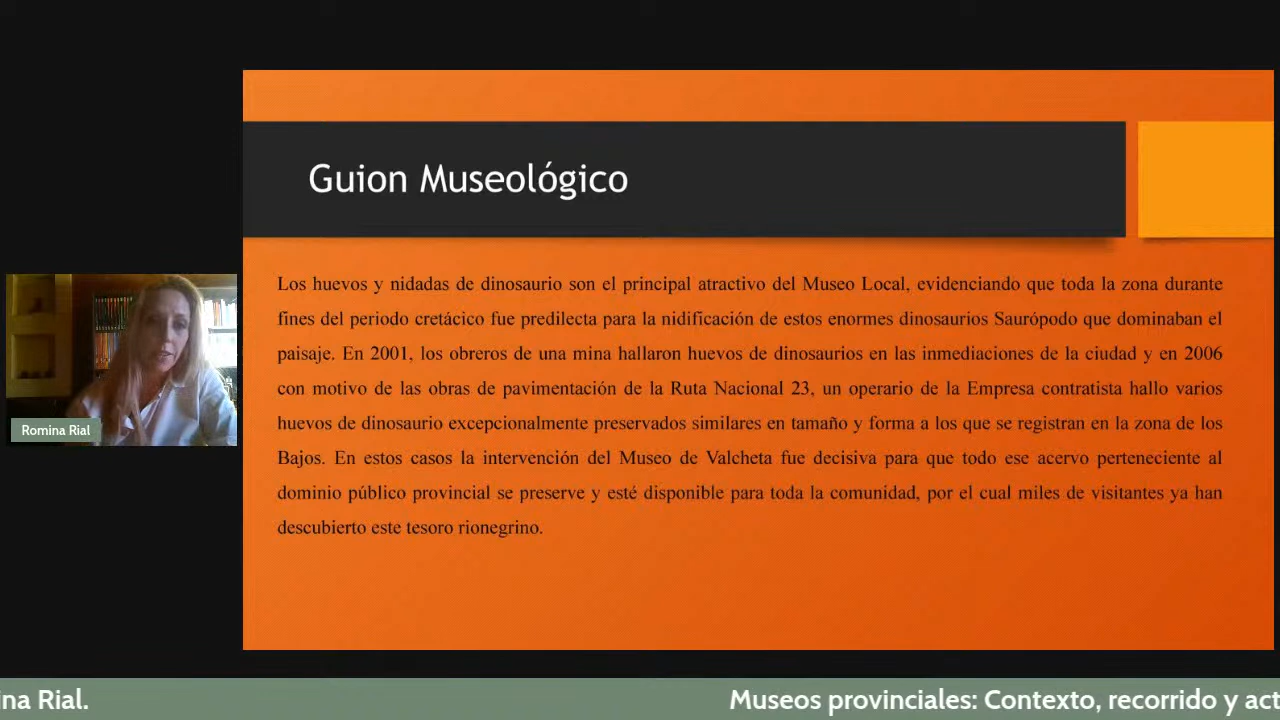 Guion Museológico
Los huevos y nidadas de dinosaurio son el principal atractivo del Museo Local, evidenciando que toda la zona durante
fines del periodo cretácico fue predilecta para la nidificación de estos enormes dinosaurios Saurópodo que dominaban el
paisaje. En 2001, los obreros de una mina hallaron huevos de dinosaurios en las inmediaciones de la ciudad y en 2006
con motivo de las obras de pavimentación de la Ruta Nacional 23, un operario de la Empresa contratista hallo varios
huevos de dinosaurio excepcionalmente preservados similares en tamaño y forma a los que se registran en la zona de los
Bajos. En estos casos la intervención del Museo de Valcheta fue decisiva para que todo ese acervo perteneciente al
dominio público provincial se preserve y esté disponible para toda la comunidad, por el cual miles de visitantes ya han
descubierto este tesoro rionegrino.
Romina Rial
na Rial. Museos provinciales: Contexto, recorrido y act